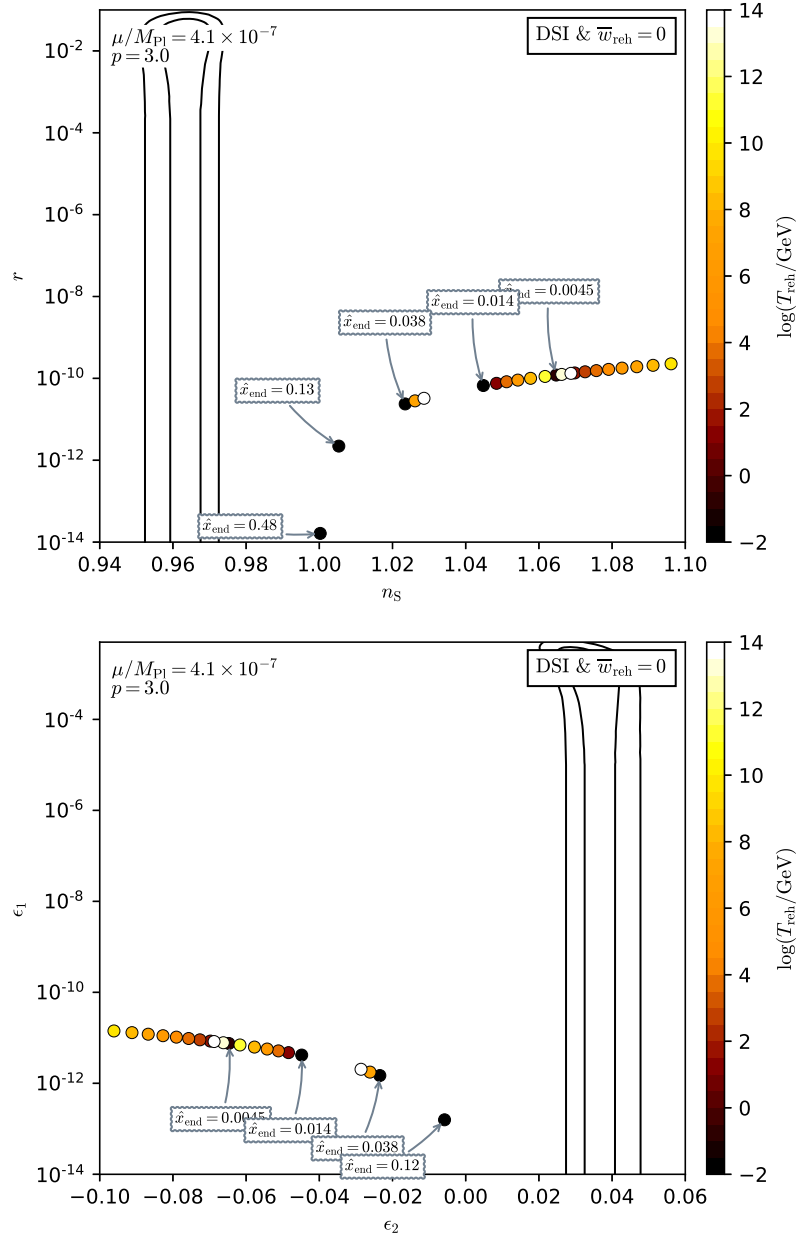 μ/M_Pl = 4.1 × 10^-7
p = 3.0
DSI & w̅_reh = 0
10^-2
10^-4
10^-6
10^-8
10^-10
10^-12
10^-14
r
x̂_end = 0.0045
x̂_end = 0.014
x̂_end = 0.038
x̂_end = 0.13
x̂_end = 0.48
0.94 0.96 0.98 1.00 1.02 1.04 1.06 1.08 1.10
n_S
14
12
10
8
6
4
2
0
−2
log(T_reh/GeV)
μ/M_Pl = 4.1 × 10^-7
p = 3.0
DSI & w̅_reh = 0
10^-4
10^-6
10^-8
10^-10
10^-12
10^-14
ϵ_1
x̂_end = 0.0045
x̂_end = 0.014
x̂_end = 0.038
x̂_end = 0.12
−0.10 −0.08 −0.06 −0.04 −0.02 0.00 0.02 0.04 0.06
ϵ_2
14
12
10
8
6
4
2
0
−2
log(T_reh/GeV)